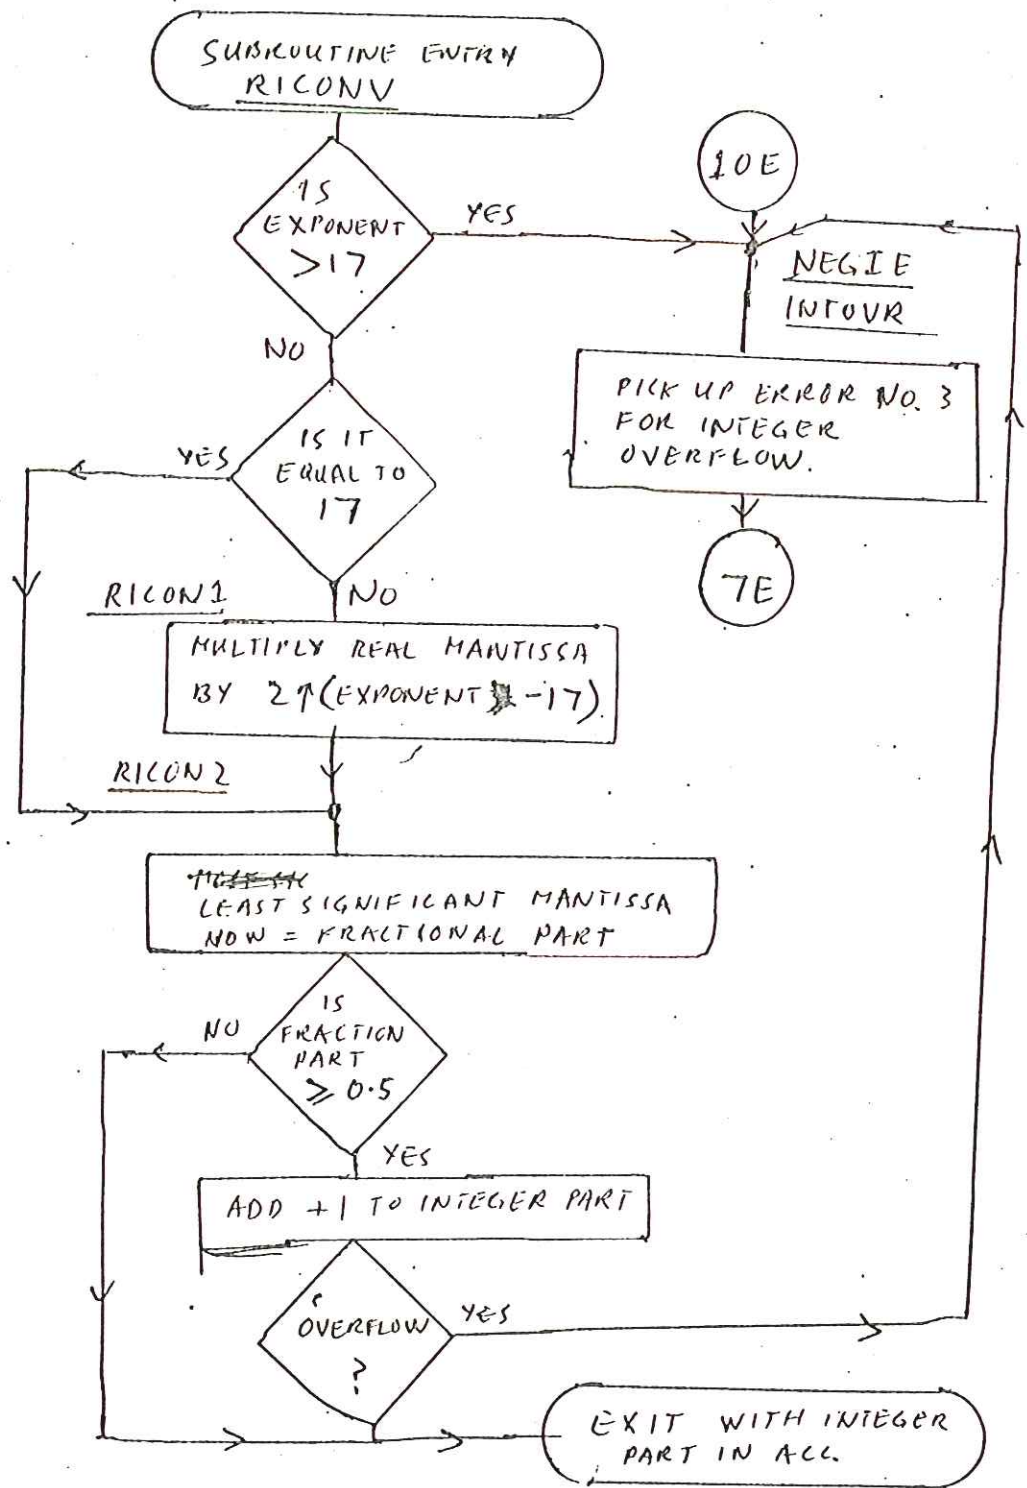 SUBROUTINE ENTRY
RICONV
10E
IS
EXPONENT
>17
YES
NEGIE
INTOVR
NO
PICK UP ERROR NO. 3
FOR INTEGER
OVERFLOW.
IS IT
EQUAL TO
17
YES
7E
NO
RICON1
MULTIPLY REAL MANTISSA
BY 2↑(EXPONENT -17)
RICON2
LEAST SIGNIFICANT MANTISSA
NOW = FRACTIONAL PART
IS
FRACTION
PART
≥ 0.5
NO
YES
ADD +1 TO INTEGER PART
OVERFLOW
?
YES
EXIT WITH INTEGER
PART IN ACC.